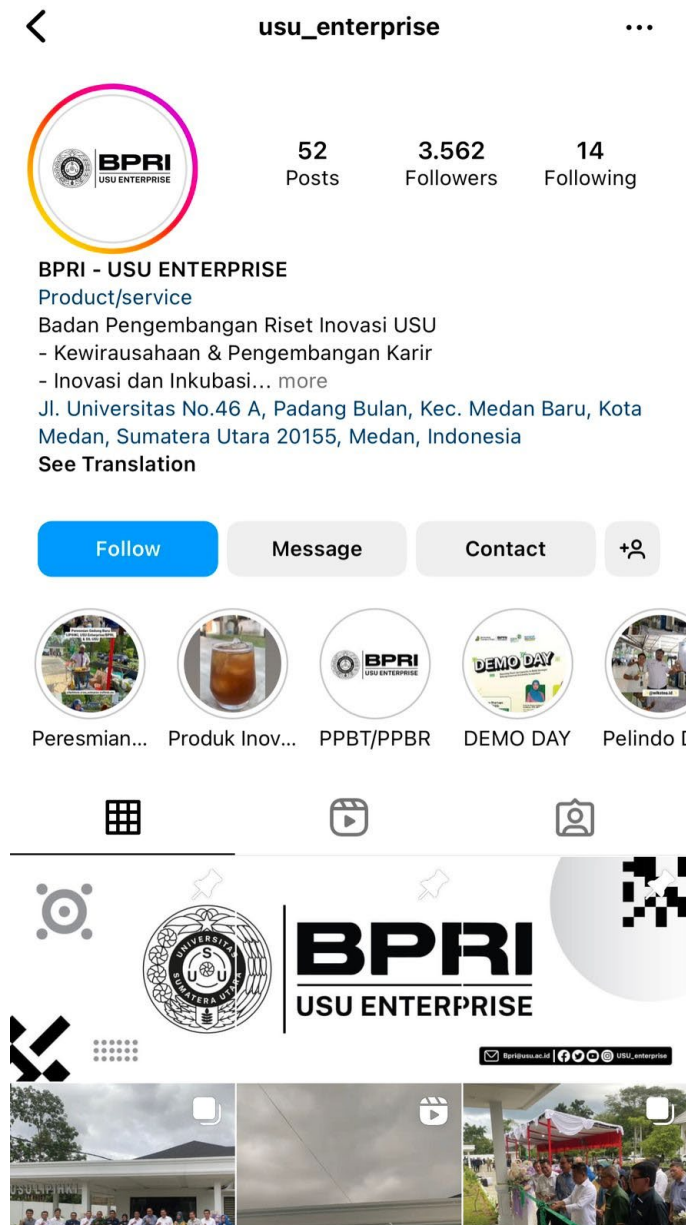 usu_enterprise
BPRI
USU ENTERPRISE
52
Posts
3.562
Followers
14
Following
BPRI - USU ENTERPRISE
Product/service
Badan Pengembangan Riset Inovasi USU
- Kewirausahaan & Pengembangan Karir
- Inovasi dan Inkubasi... more
Jl. Universitas No.46 A, Padang Bulan, Kec. Medan Baru, Kota
Medan, Sumatera Utara 20155, Medan, Indonesia
See Translation
Follow
Message
Contact
BPRI
USU ENTERPRISE
DEMO DAY
Peresmian...
Produk Inov...
PPBT/PPBR
DEMO DAY
Pelindo
UNIVERSITAS
SUMATERA UTARA
USU
BPRI
USU ENTERPRISE
Bpri@usu.ac.id
USU_enterprise